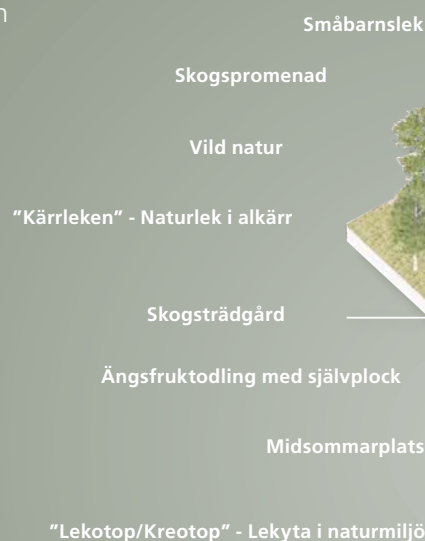 Småbarnslek
Skogspromenad
Vild natur
”Kärrleken” - Naturlek i alkärr
Skogsträdgård
Ängsfruktodling med självplock
Midsommarplats
”Lekotop/Kreotop” - Lekyta i naturmiljö